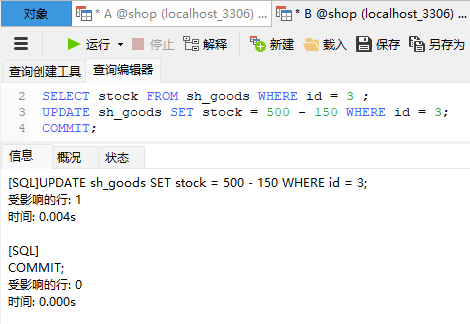 对象 * A @shop (localhost_3306) ... * B @shop (localhost_3306) ...
运行 停止 解释 新建 载入 保存 另存为
查询创建工具 查询编辑器
2 SELECT stock FROM sh_goods WHERE id = 3 ;
3 UPDATE sh_goods SET stock = 500 - 150 WHERE id = 3;
4 COMMIT;
信息 概况 状态
[SQL]UPDATE sh_goods SET stock = 500 - 150 WHERE id = 3;
受影响的行: 1
时间: 0.004s
[SQL]
COMMIT;
受影响的行: 0
时间: 0.000s